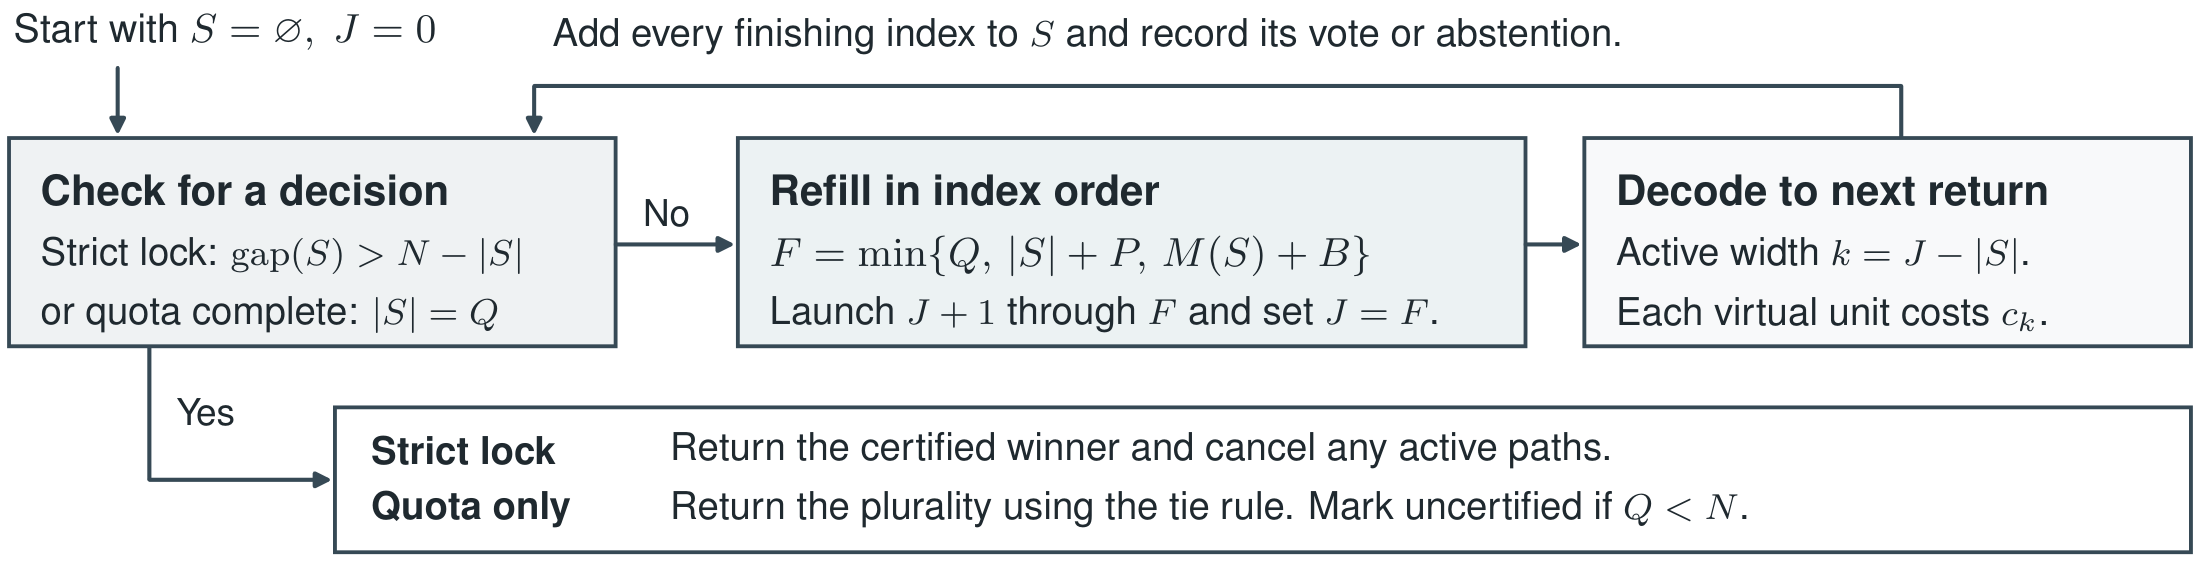 Start with S = ∅, J = 0
Add every finishing index to S and record its vote or abstention.
Check for a decision
Strict lock: gap(S) > N − |S|
or quota complete: |S| = Q
No
Refill in index order
F = min{Q, |S| + P, M(S) + B}
Launch J + 1 through F and set J = F.
Decode to next return
Active width k = J − |S|.
Each virtual unit costs cₖ.
Yes
Strict lock Return the certified winner and cancel any active paths.
Quota only Return the plurality using the tie rule. Mark uncertified if Q < N.